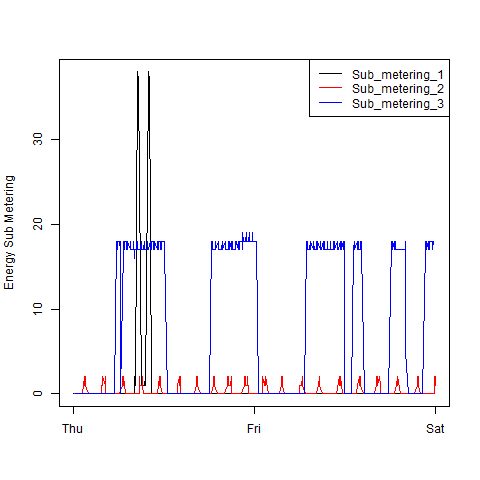 Sub_metering_1
Sub_metering_2
Sub_metering_3
Energy Sub Metering
30
20
10
0
Thu
Fri
Sat